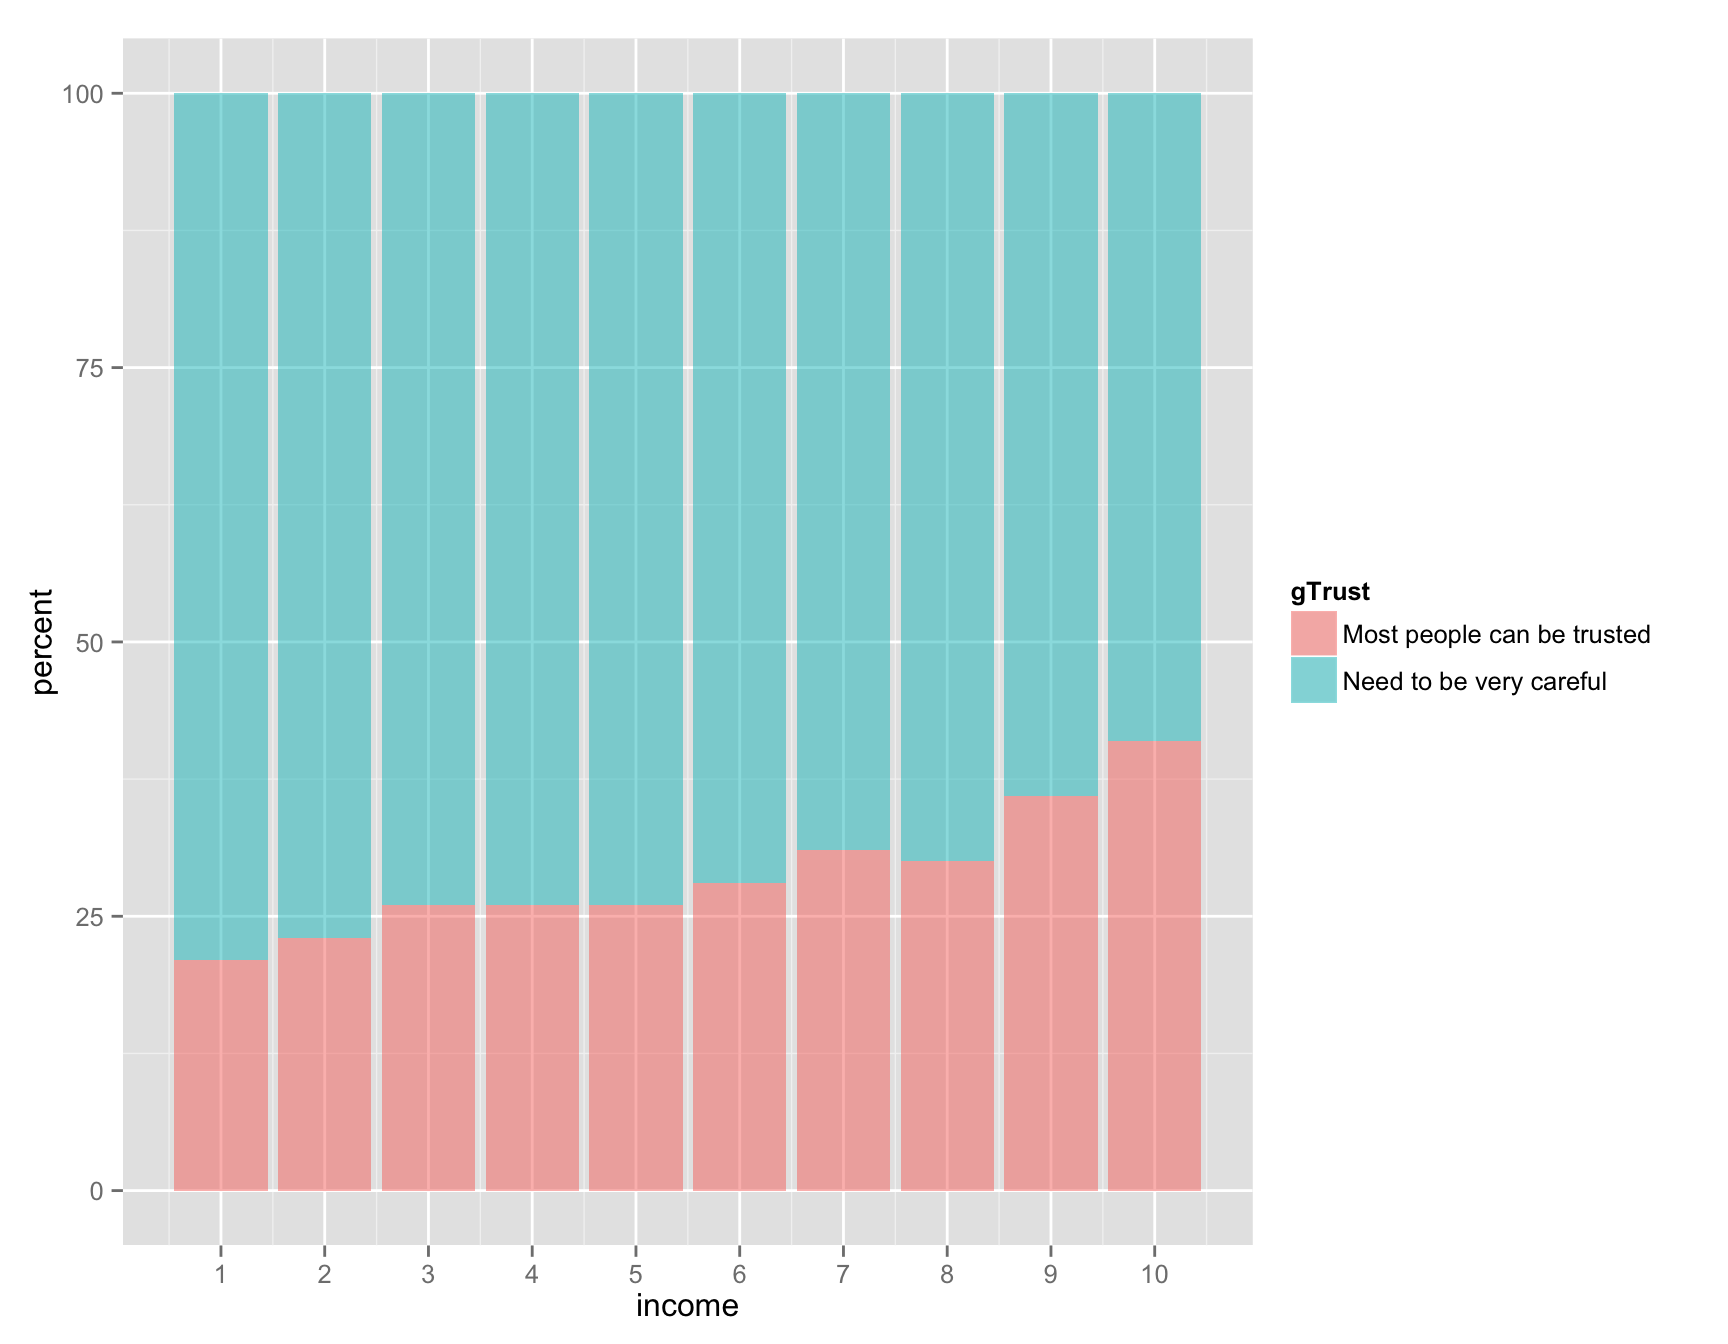 100
75
50
25
0
percent
1 2 3 4 5 6 7 8 9 10
income
gTrust
Most people can be trusted
Need to be very careful